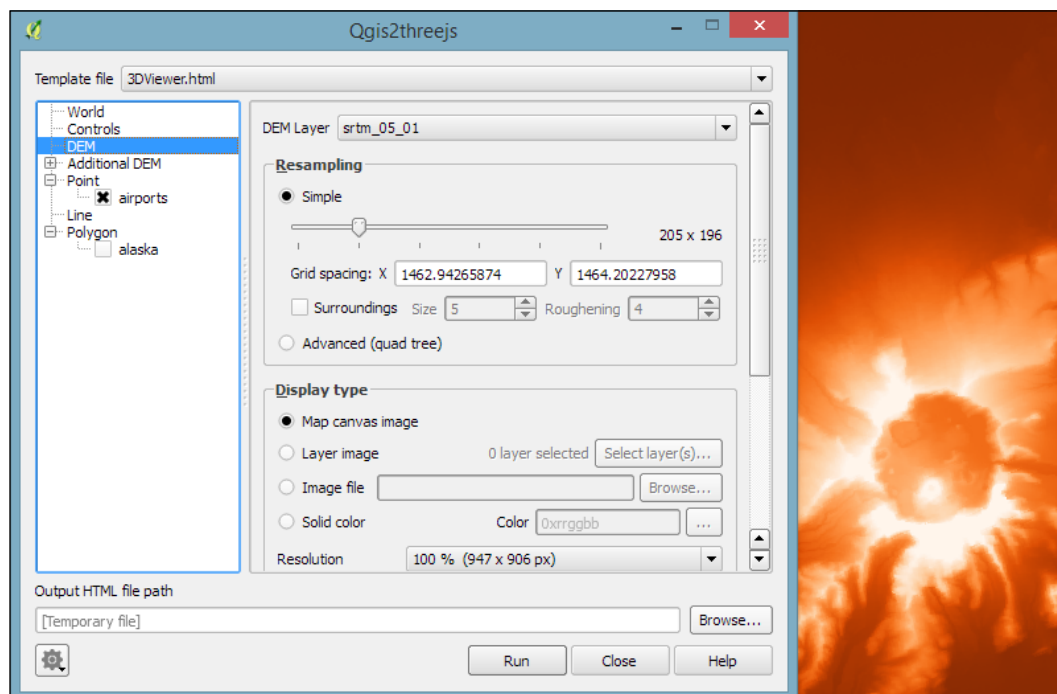 Qgis2threejs
Template file 3DViewer.html
World
Controls
DEM
Additional DEM
Point
airports
Line
Polygon
alaska
DEM Layer srtm_05_01
Resampling
Simple
205 x 196
Grid spacing: X 1462.94265874 Y 1464.20227958
Surroundings Size 5 Roughening 4
Advanced (quad tree)
Display type
Map canvas image
Layer image 0 layer selected Select layer(s)...
Image file Browse...
Solid color Color 0xrrggbb ...
Resolution 100 % (947 x 906 px)
Output HTML file path
[Temporary file] Browse...
Run Close Help